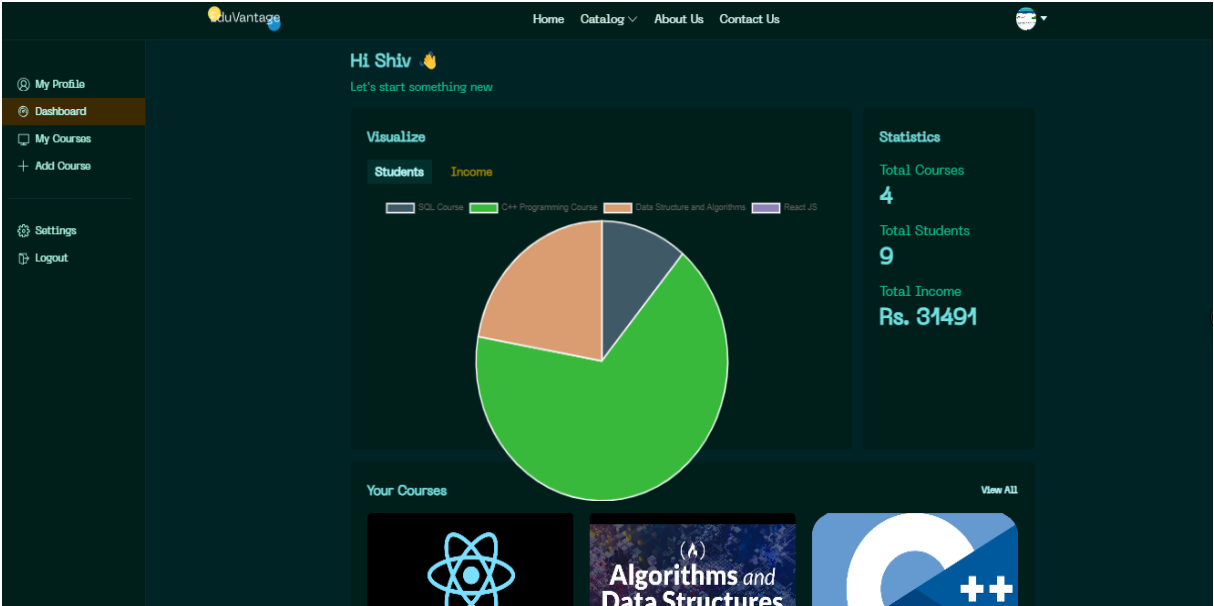 EduVantage
Home Catalog About Us Contact Us
My Profile
Dashboard
My Courses
Add Course
Settings
Logout
Hi Shiv 👋
Let's start something new
Visualize
Students Income
SQL Course C++ Programming Course Data Structure and Algorithms React JS
Statistics
Total Courses
4
Total Students
9
Total Income
Rs. 31491
Your Courses
View All
Algorithms and
Data Structures
C++